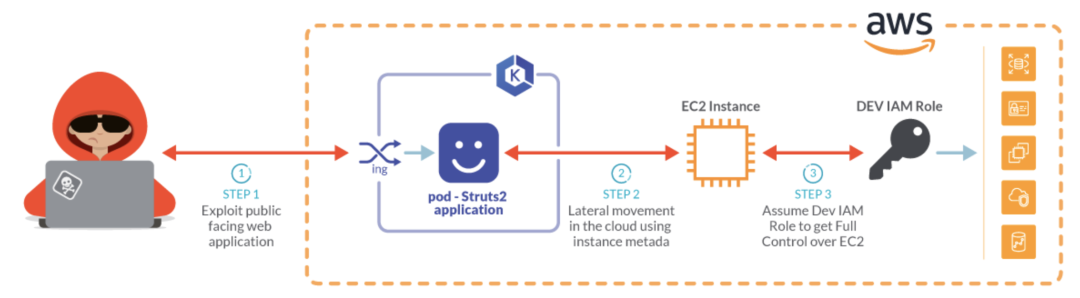 aws
K
EC2 Instance
DEV IAM Role
ing
pod - Struts2
application
1
STEP 1
Exploit public
facing web
application
2
STEP 2
Lateral movement
in the cloud using
instance metada
3
STEP 3
Assume Dev IAM
Role to get Full
Control over EC2